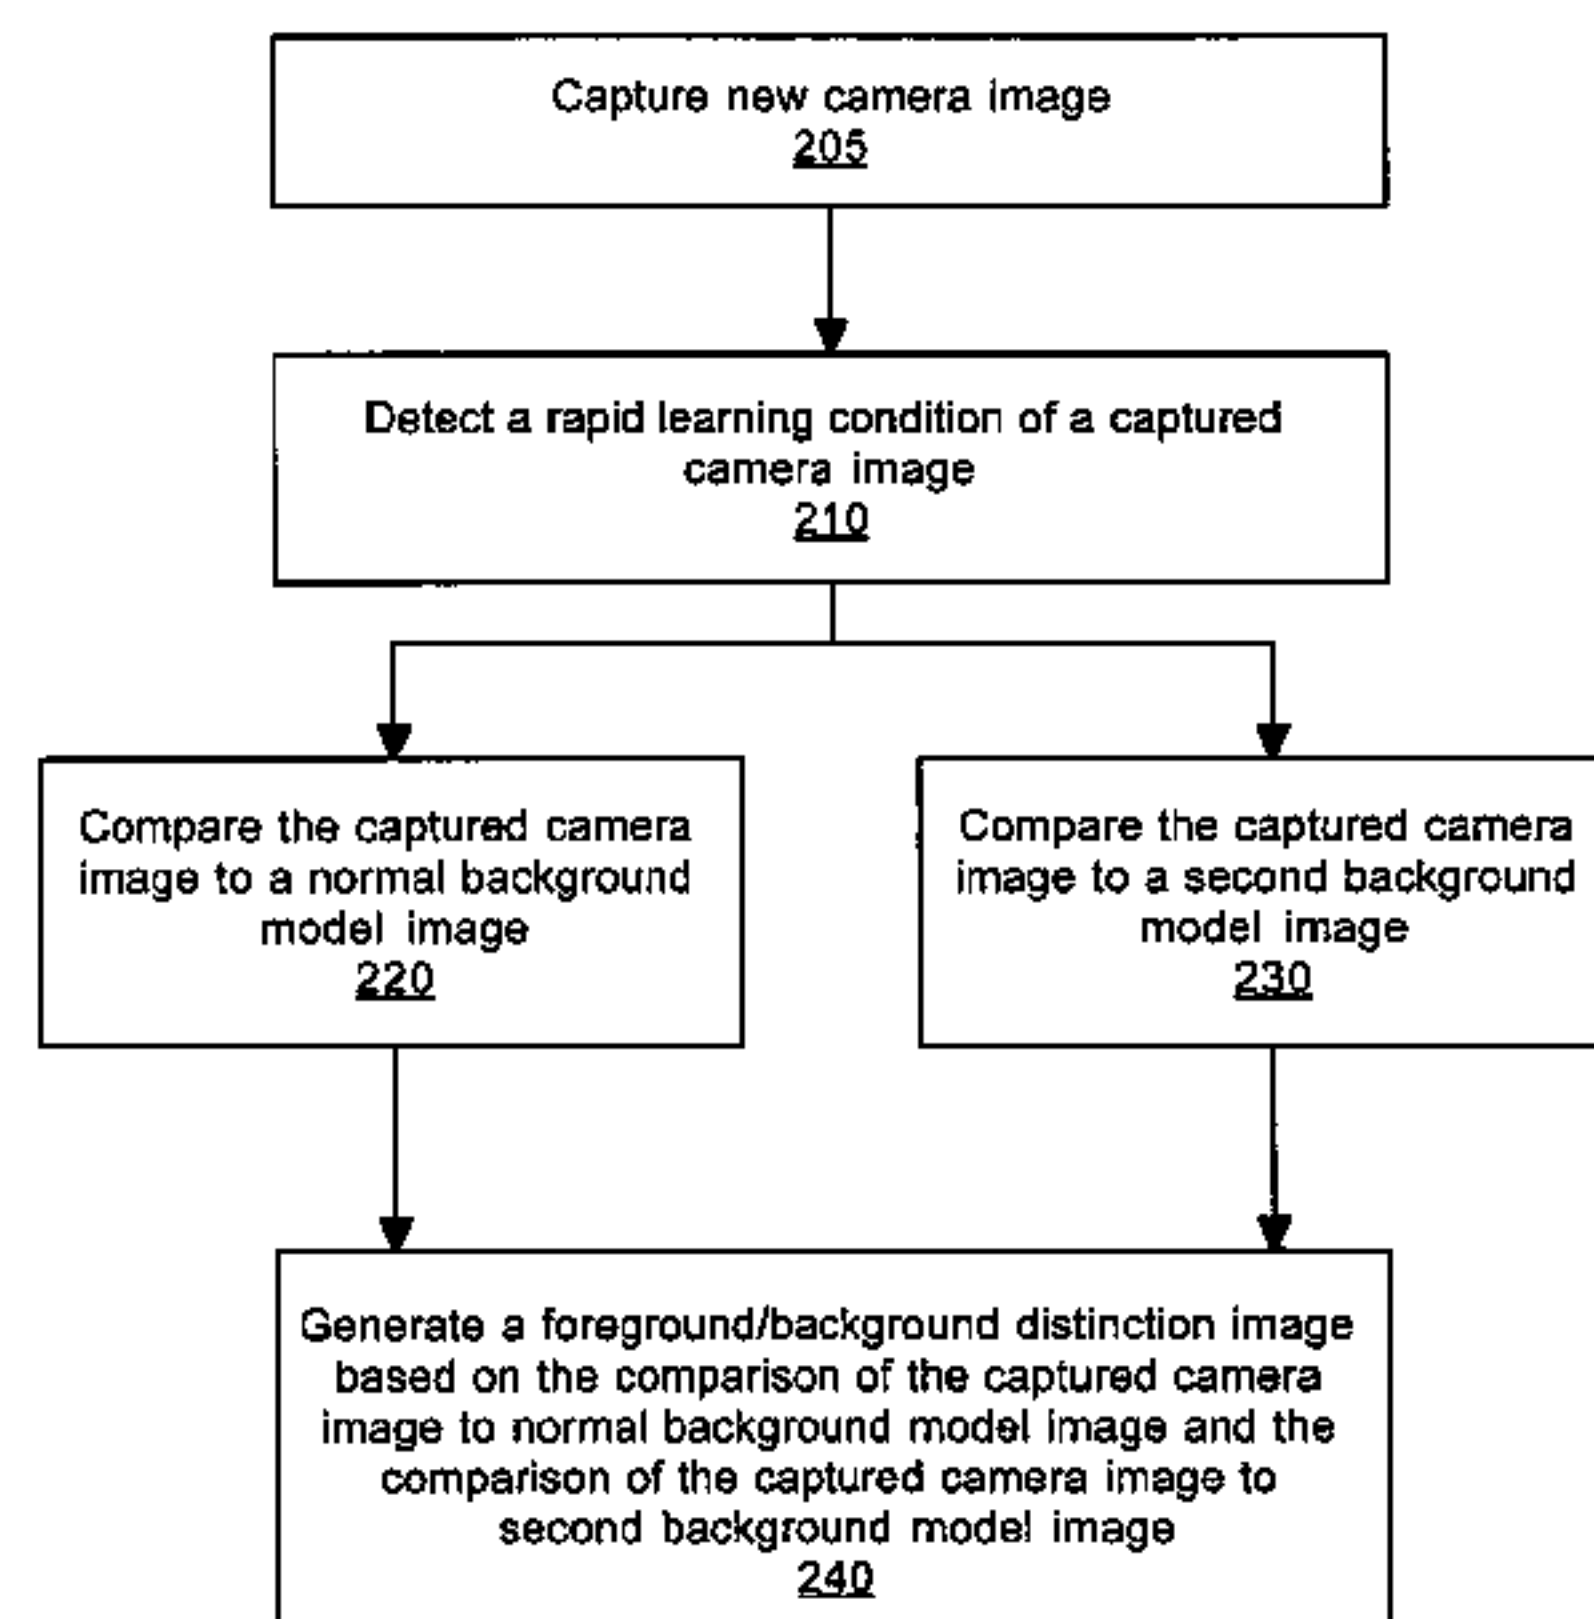 Capture new camera image
205
Detect a rapid learning condition of a captured
camera image
210
Compare the captured camera
image to a normal background
model image
220
Compare the captured camera
image to a second background
model image
230
Generate a foreground/background distinction image
based on the comparison of the captured camera
image to normal background model image and the
comparison of the captured camera image to
second background model image
240